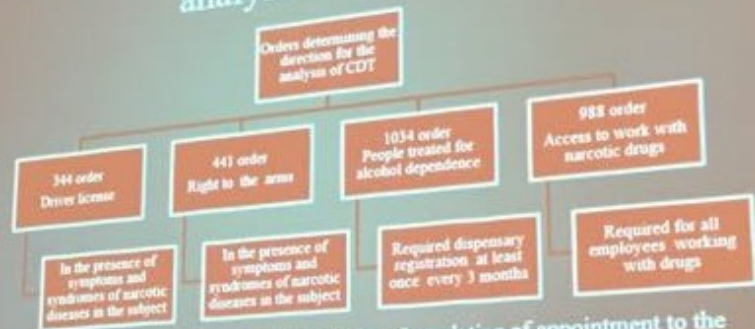 Orders determining the
direction for the
analysis of CDT
344 order
Driver license
441 order
Right to the arms
1034 order
People treated for
alcohol dependence
988 order
Access to work with
narcotic drugs
In the presence of
symptoms and
syndromes of narcotic
diseases in the subject
In the presence of
symptoms and
syndromes of narcotic
diseases in the subject
Required dispensary
registration at least
once every 3 months
Required for all
employees working
with drugs
of appointment to the